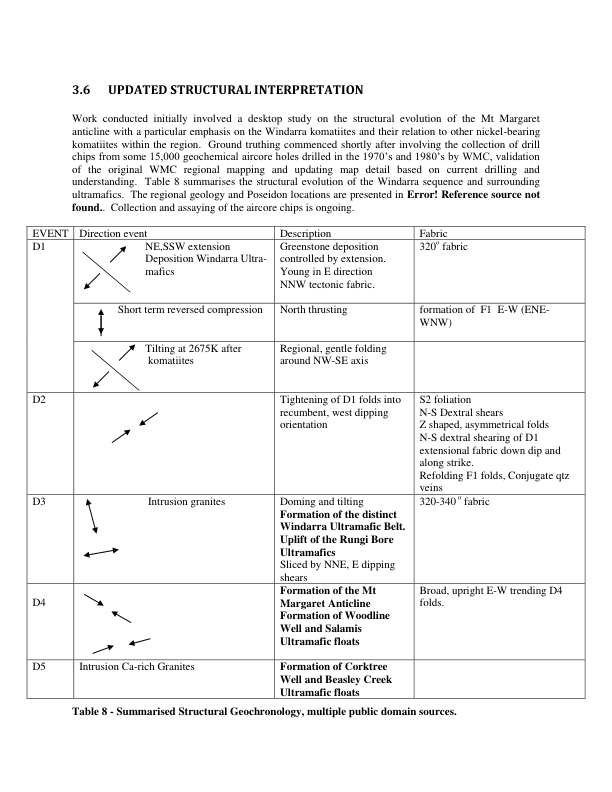 3.6 UPDATED STRUCTURAL INTERPRETATION
Work conducted initially involved a desktop study on the structural evolution of the Mt Margaret
anticline with a particular emphasis on the Windarra komatiites and their relation to other nickel-bearing
komatiites within the region. Ground truthing commenced shortly after involving the collection of drill
chips from some 15,000 geochemical aircore holes drilled in the 1970's and 1980's by WMC, validation
of the original WMC regional mapping and updating map detail based on current drilling and
understanding. Table 8 summarises the structural evolution of the Windarra sequence and surrounding
ultramafics. The regional geology and Poseidon locations are presented in Error! Reference source not
found.. Collection and assaying of the aircore chips is ongoing.
EVENT Direction event Description Fabric
D1
NE,SSW extension
Deposition Windarra Ultra-
mafics
Greenstone deposition
controlled by extension.
Young in E direction
NNW tectonic fabric.
320° fabric
Short term reversed compression
North thrusting
formation of F1 E-W (ENE-
WNW)
Tilting at 2675K after
komatiites
Regional, gentle folding
around NW-SE axis
D2
Tightening of D1 folds into
recumbent, west dipping
orientation
S2 foliation
N-S Dextral shears
Z shaped, asymmetrical folds
N-S dextral shearing of D1
extensional fabric down dip and
along strike.
Refolding F1 folds, Conjugate qtz
veins
D3
Intrusion granites
Doming and tilting
Formation of the distinct
Windarra Ultramafic Belt.
Uplift of the Rungi Bore
Ultramafics
Sliced by NNE, E dipping
shears
320-340° fabric
D4
Formation of the Mt
Margaret Anticline
Formation of Woodline
Well and Salamis
Ultramafic floats
Broad, upright E-W trending D4
folds.
D5
Intrusion Ca-rich Granites
Formation of Corktree
Well and Beasley Creek
Ultramafic floats
Table 8 - Summarised Structural Geochronology, multiple public domain sources.